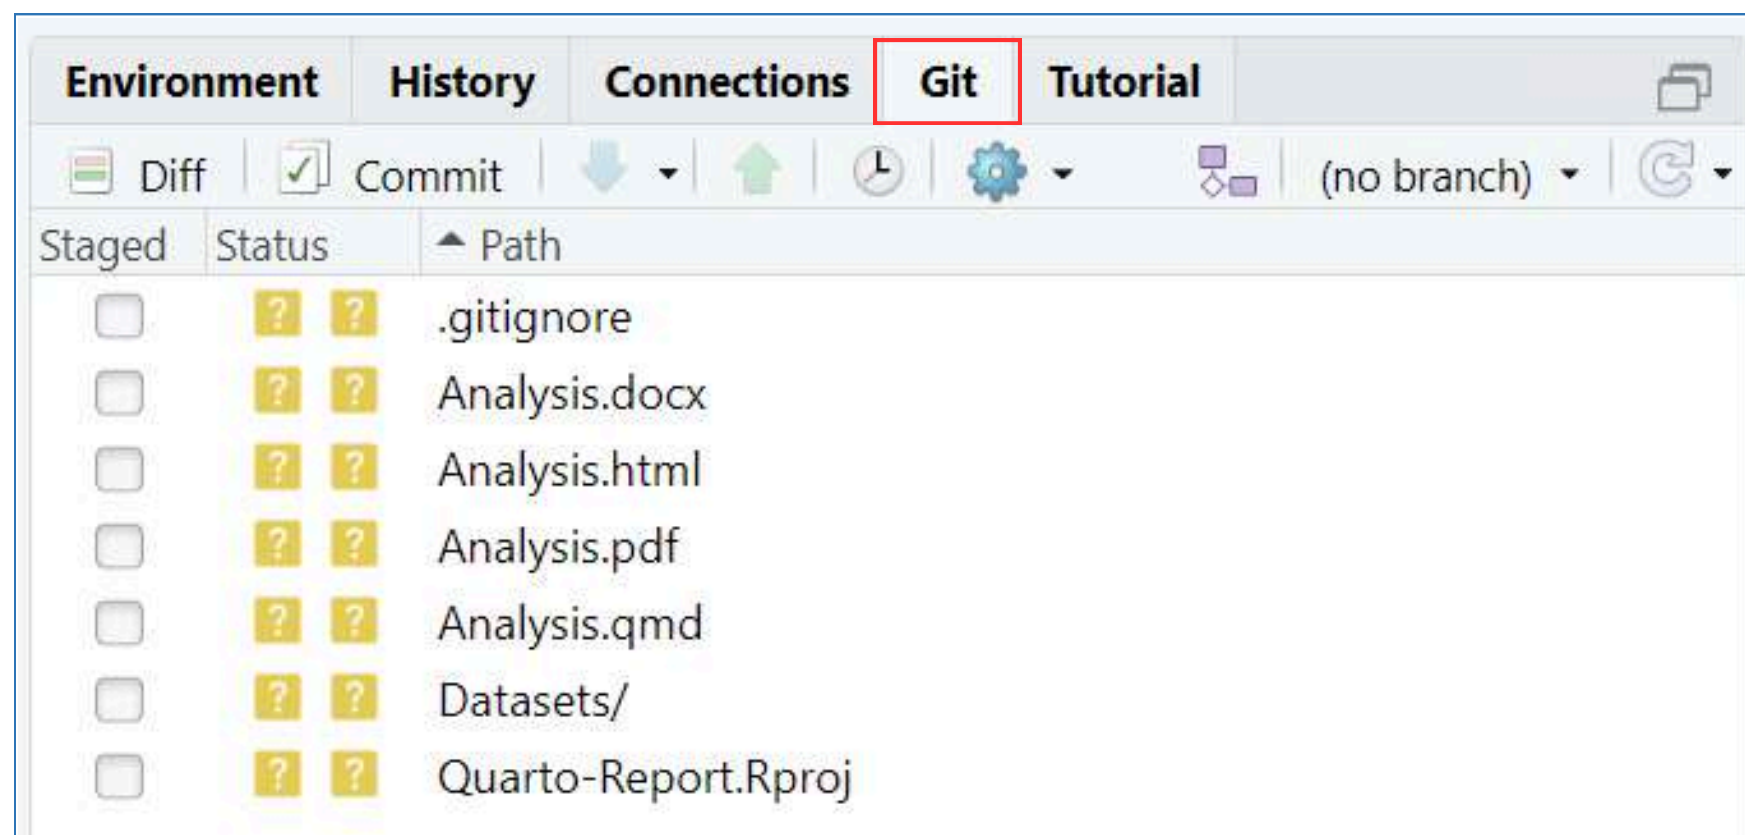 Environment History Connections Git Tutorial
Diff Commit (no branch)
Staged Status Path
? ? .gitignore
? ? Analysis.docx
? ? Analysis.html
? ? Analysis.pdf
? ? Analysis.qmd
? ? Datasets/
? ? Quarto-Report.Rproj